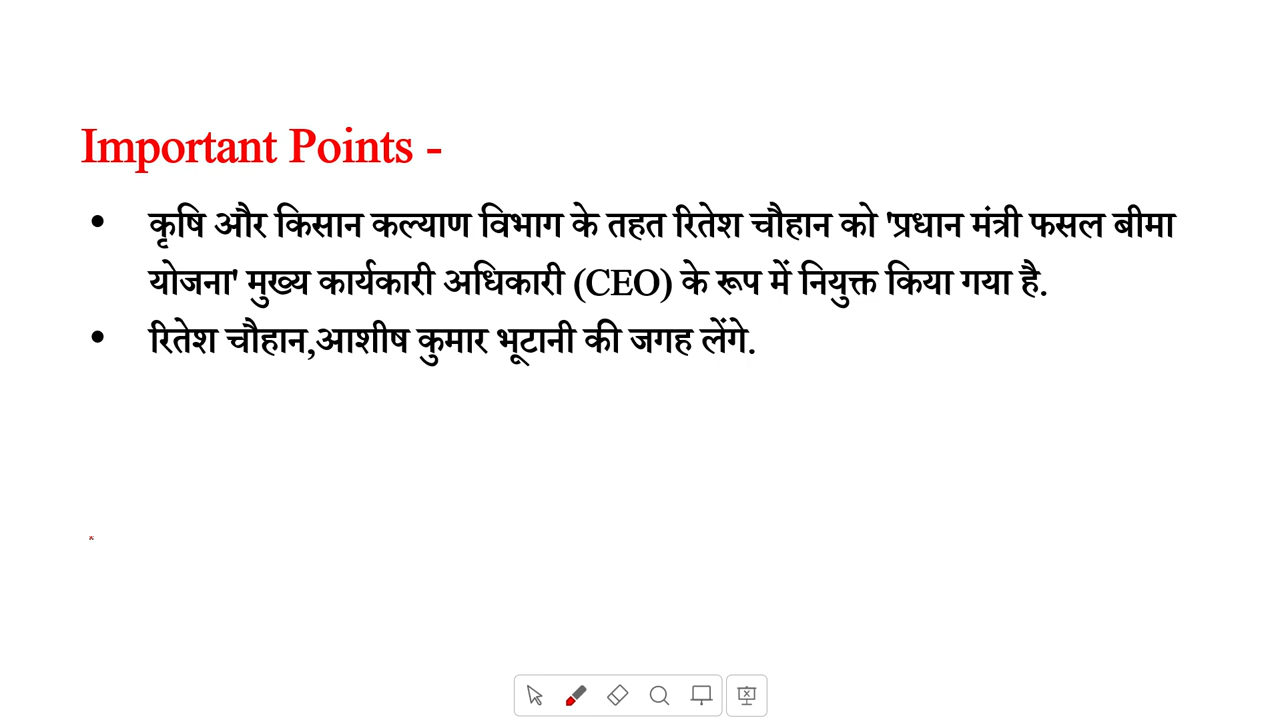 Important Points -
• कृषि और किसान कल्याण विभाग के तहत रितेश चौहान को 'प्रधान मंत्री फसल बीमा
योजना' मुख्य कार्यकारी अधिकारी (CEO) के रूप में नियुक्त किया गया है.
• रितेश चौहान,आशीष कुमार भूटानी की जगह लेंगे.